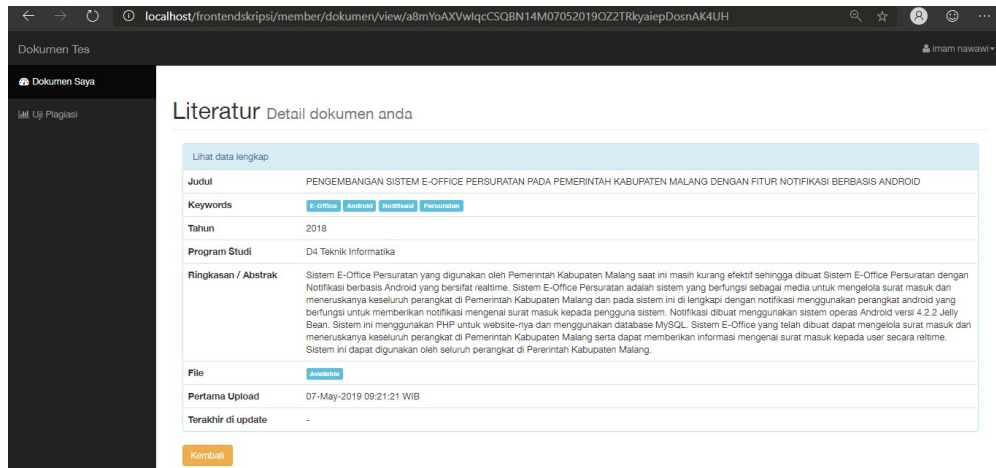 localhost/frontendskripsi/member/dokumen/view/a8mYoAXVwIqcCSQBN14M07052019OZ2TRkyaiepDosnAK4UH
Dokumen Tes
imam nawawi
Dokumen Saya
Uji Plagiasi
Literatur Detail dokumen anda
Lihat data lengkap
Judul PENGEMBANGAN SISTEM E-OFFICE PERSURATAN PADA PEMERINTAH KABUPATEN MALANG DENGAN FITUR NOTIFIKASI BERBASIS ANDROID
Keywords E-Office Android Notifikasi Persuratan
Tahun 2018
Program Studi D4 Teknik Informatika
Ringkasan / Abstrak Sistem E-Office Persuratan yang digunakan oleh Pemerintah Kabupaten Malang saat ini masih kurang efektif sehingga dibuat Sistem E-Office Persuratan dengan
Notifikasi Berbasis Android yang bersifat realtime. Sistem E-Office Persuratan adalah sistem yang berfungsi sebagai media untuk mengelola surat masuk dan
meneruskanya keseluruh perangkat di Pemerintah Kabupaten Malang dan pada sistem ini di lengkapi dengan notifikasi menggunakan perangkat android yang
berfungsi untuk memberikan notifikasi mengenai surat masuk kepada pengguna sistem. Notifikasi dibuat menggunakan sistem operas Android versi 4.2.2 Jelly
Bean. Sistem ini menggunakan PHP untuk website-nya dan menggunakan database MySQL. Sistem E-Office yang telah dibuat dapat mengelola surat masuk dan
meneruskanya keseluruh perangkat di Pemerintah Kabupaten Malang serta dapat memberikan informasi mengenai surat masuk kepada user secara reltime.
Sistem ini dapat digunakan oleh seluruh perangkat di Pererintah Kabupaten Malang.
File Available
Pertama Upload 07-May-2019 09:21:21 WIB
Terakhir di update -
Kembali